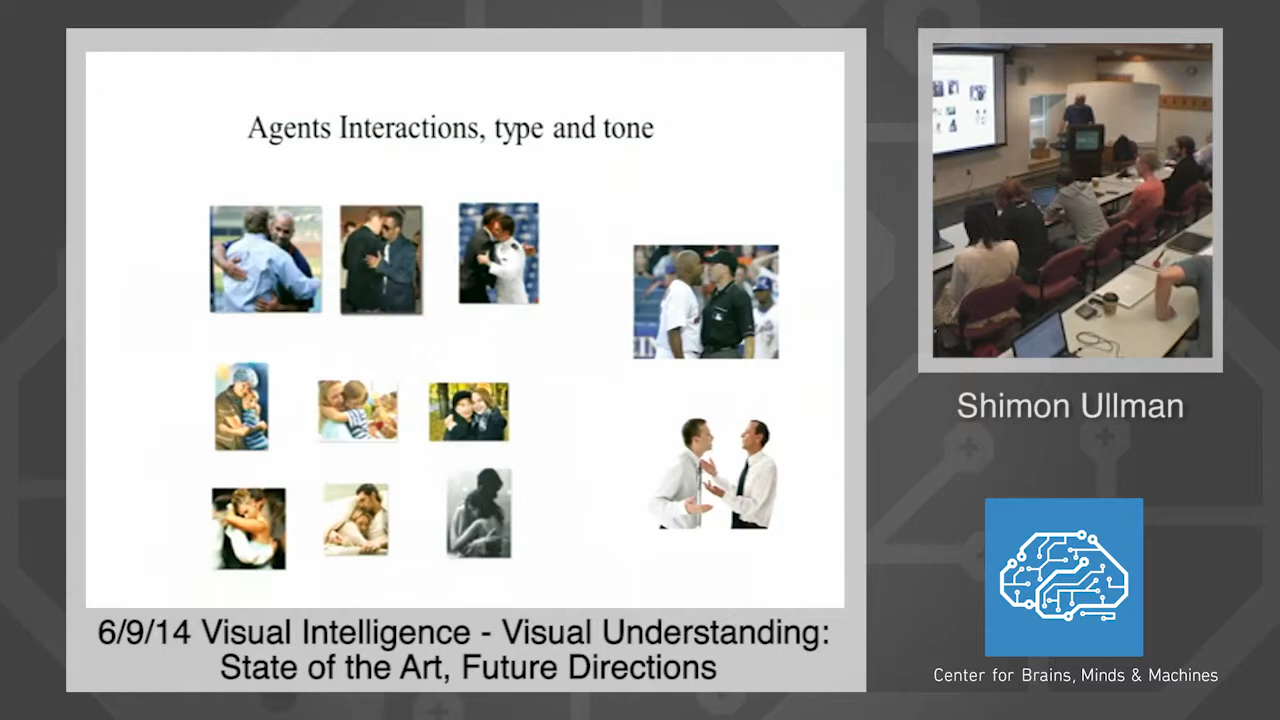 Agents Interactions, type and tone
Shimon Ullman
6/9/14 Visual Intelligence - Visual Understanding:
State of the Art, Future Directions
Center for Brains, Minds & Machines